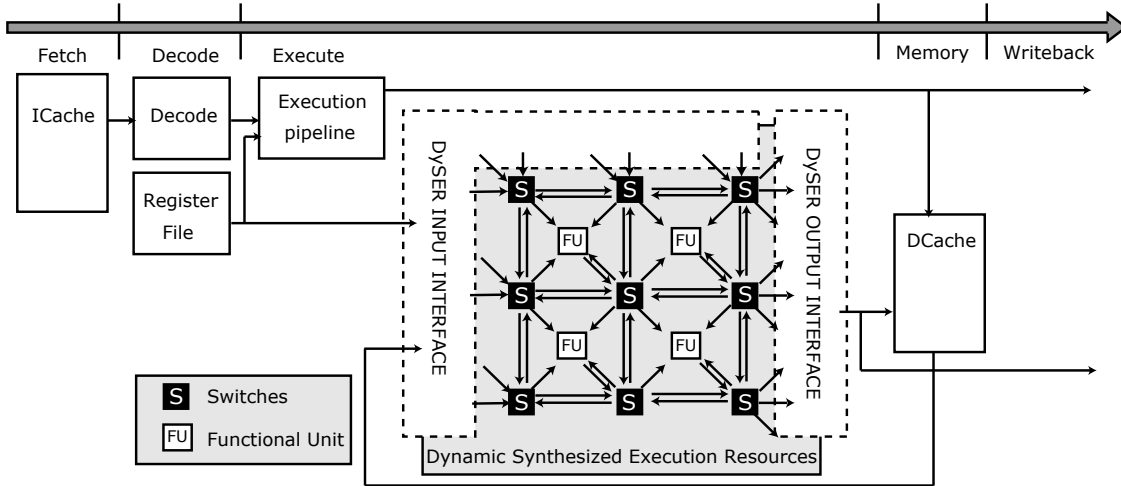 Fetch
Decode
Execute
Memory
Writeback
ICache
Decode
Execution
pipeline
Register
File
DySER INPUT INTERFACE
DySER OUTPUT INTERFACE
S
S
S
FU
FU
S
S
S
FU
FU
S
S
S
DCache
S Switches
FU Functional Unit
Dynamic Synthesized Execution Resources